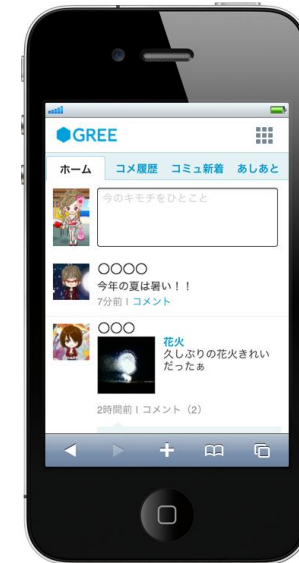 GREE
ホーム コメ履歴 コミュ新着 あしあと
今のキモチをひとこと
〇〇〇〇
今年の夏は暑い！！
7分前 | コメント
〇〇〇
花火
久しぶりの花火きれい
だったぁ
2時間前 | コメント（2）